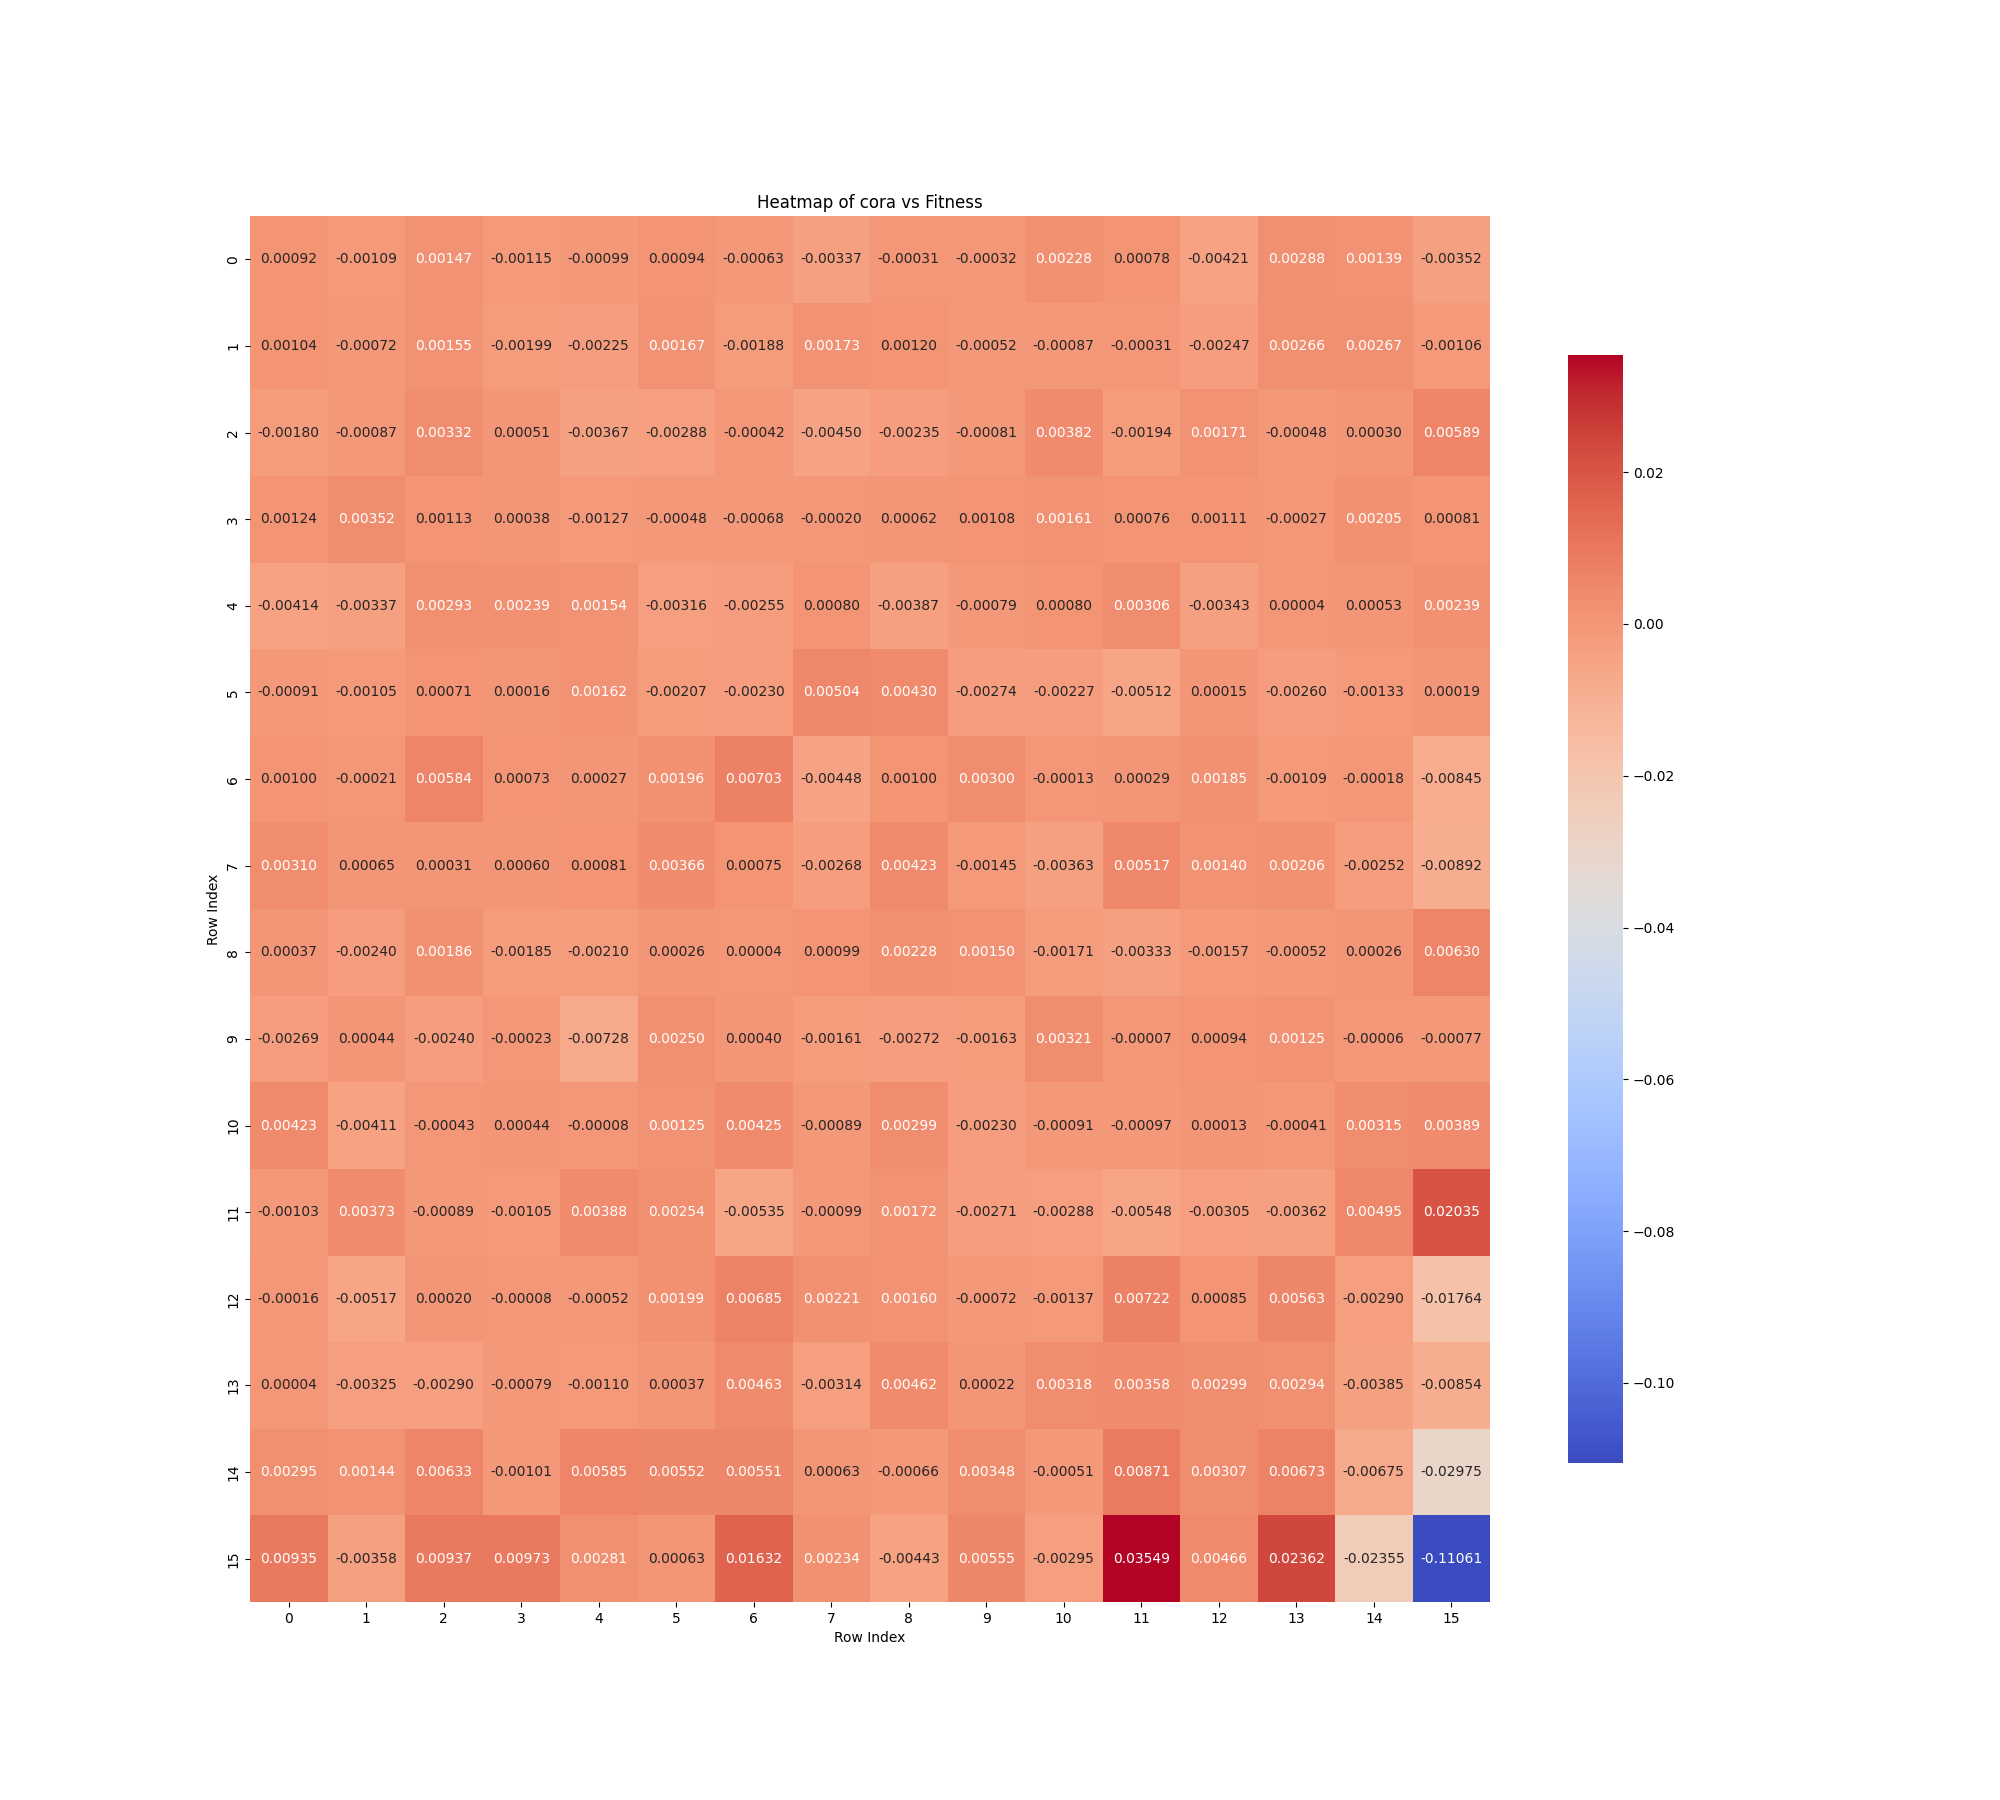 Heatmap of cora vs Fitness
0 0.00092 -0.00109 0.00147 -0.00115 -0.00099 0.00094 -0.00063 -0.00337 -0.00031 -0.00032 0.00228 0.00078 -0.00421 0.00288 0.00139 -0.00352
1 0.00104 -0.00072 0.00155 -0.00199 -0.00225 0.00167 -0.00188 0.00173 0.00120 -0.00052 -0.00087 -0.00031 -0.00247 0.00266 0.00267 -0.00106
2 -0.00180 -0.00087 0.00332 0.00051 -0.00367 -0.00288 -0.00042 -0.00450 -0.00235 -0.00081 0.00382 -0.00194 0.00171 -0.00048 0.00030 0.00589
3 0.00124 0.00352 0.00113 0.00038 -0.00127 -0.00048 -0.00068 -0.00020 0.00062 0.00108 0.00161 0.00076 0.00111 -0.00027 0.00205 0.00081
4 -0.00414 -0.00337 0.00293 0.00239 0.00154 -0.00316 -0.00255 0.00080 -0.00387 -0.00079 0.00080 0.00306 -0.00343 0.00004 0.00053 0.00239
5 -0.00091 -0.00105 0.00071 0.00016 0.00162 -0.00207 -0.00230 0.00504 0.00430 -0.00274 -0.00227 -0.00512 0.00015 -0.00260 -0.00133 0.00019
6 0.00100 -0.00021 0.00584 0.00073 0.00027 0.00196 0.00703 -0.00448 0.00100 0.00300 -0.00013 0.00029 0.00185 -0.00109 -0.00018 -0.00845
7 0.00310 0.00065 0.00031 0.00060 0.00081 0.00366 0.00075 -0.00268 0.00423 -0.00145 -0.00363 0.00517 0.00140 0.00206 -0.00252 -0.00892
8 0.00037 -0.00240 0.00186 -0.00185 -0.00210 0.00026 0.00004 0.00099 0.00228 0.00150 -0.00171 -0.00333 -0.00157 -0.00052 0.00026 0.00630
9 -0.00269 0.00044 -0.00240 -0.00023 -0.00728 0.00250 0.00040 -0.00161 -0.00272 -0.00163 0.00321 -0.00007 0.00094 0.00125 -0.00006 -0.00077
10 0.00423 -0.00411 -0.00043 0.00044 -0.00008 0.00125 0.00425 -0.00089 0.00299 -0.00230 -0.00091 -0.00097 0.00013 -0.00041 0.00315 0.00389
11 -0.00103 0.00373 -0.00089 -0.00105 0.00388 0.00254 -0.00535 -0.00099 0.00172 -0.00271 -0.00288 -0.00548 -0.00305 -0.00362 0.00495 0.02035
12 -0.00016 -0.00517 0.00020 -0.00008 -0.00052 0.00199 0.00685 0.00221 0.00160 -0.00072 -0.00137 0.00722 0.00085 0.00563 -0.00290 -0.01764
13 0.00004 -0.00325 -0.00290 -0.00079 -0.00110 0.00037 0.00463 -0.00314 0.00462 0.00022 0.00318 0.00358 0.00299 0.00294 -0.00385 -0.00854
14 0.00295 0.00144 0.00633 -0.00101 0.00585 0.00552 0.00551 0.00063 -0.00066 0.00348 -0.00051 0.00871 0.00307 0.00673 -0.00675 -0.02975
15 0.00935 -0.00358 0.00937 0.00973 0.00281 0.00063 0.01632 0.00234 -0.00443 0.00555 -0.00295 0.03549 0.00466 0.02362 -0.02355 -0.11061
0 1 2 3 4 5 6 7 8 9 10 11 12 13 14 15
Row Index
Row Index
0.02
0.00
−0.02
−0.04
−0.06
−0.08
−0.10